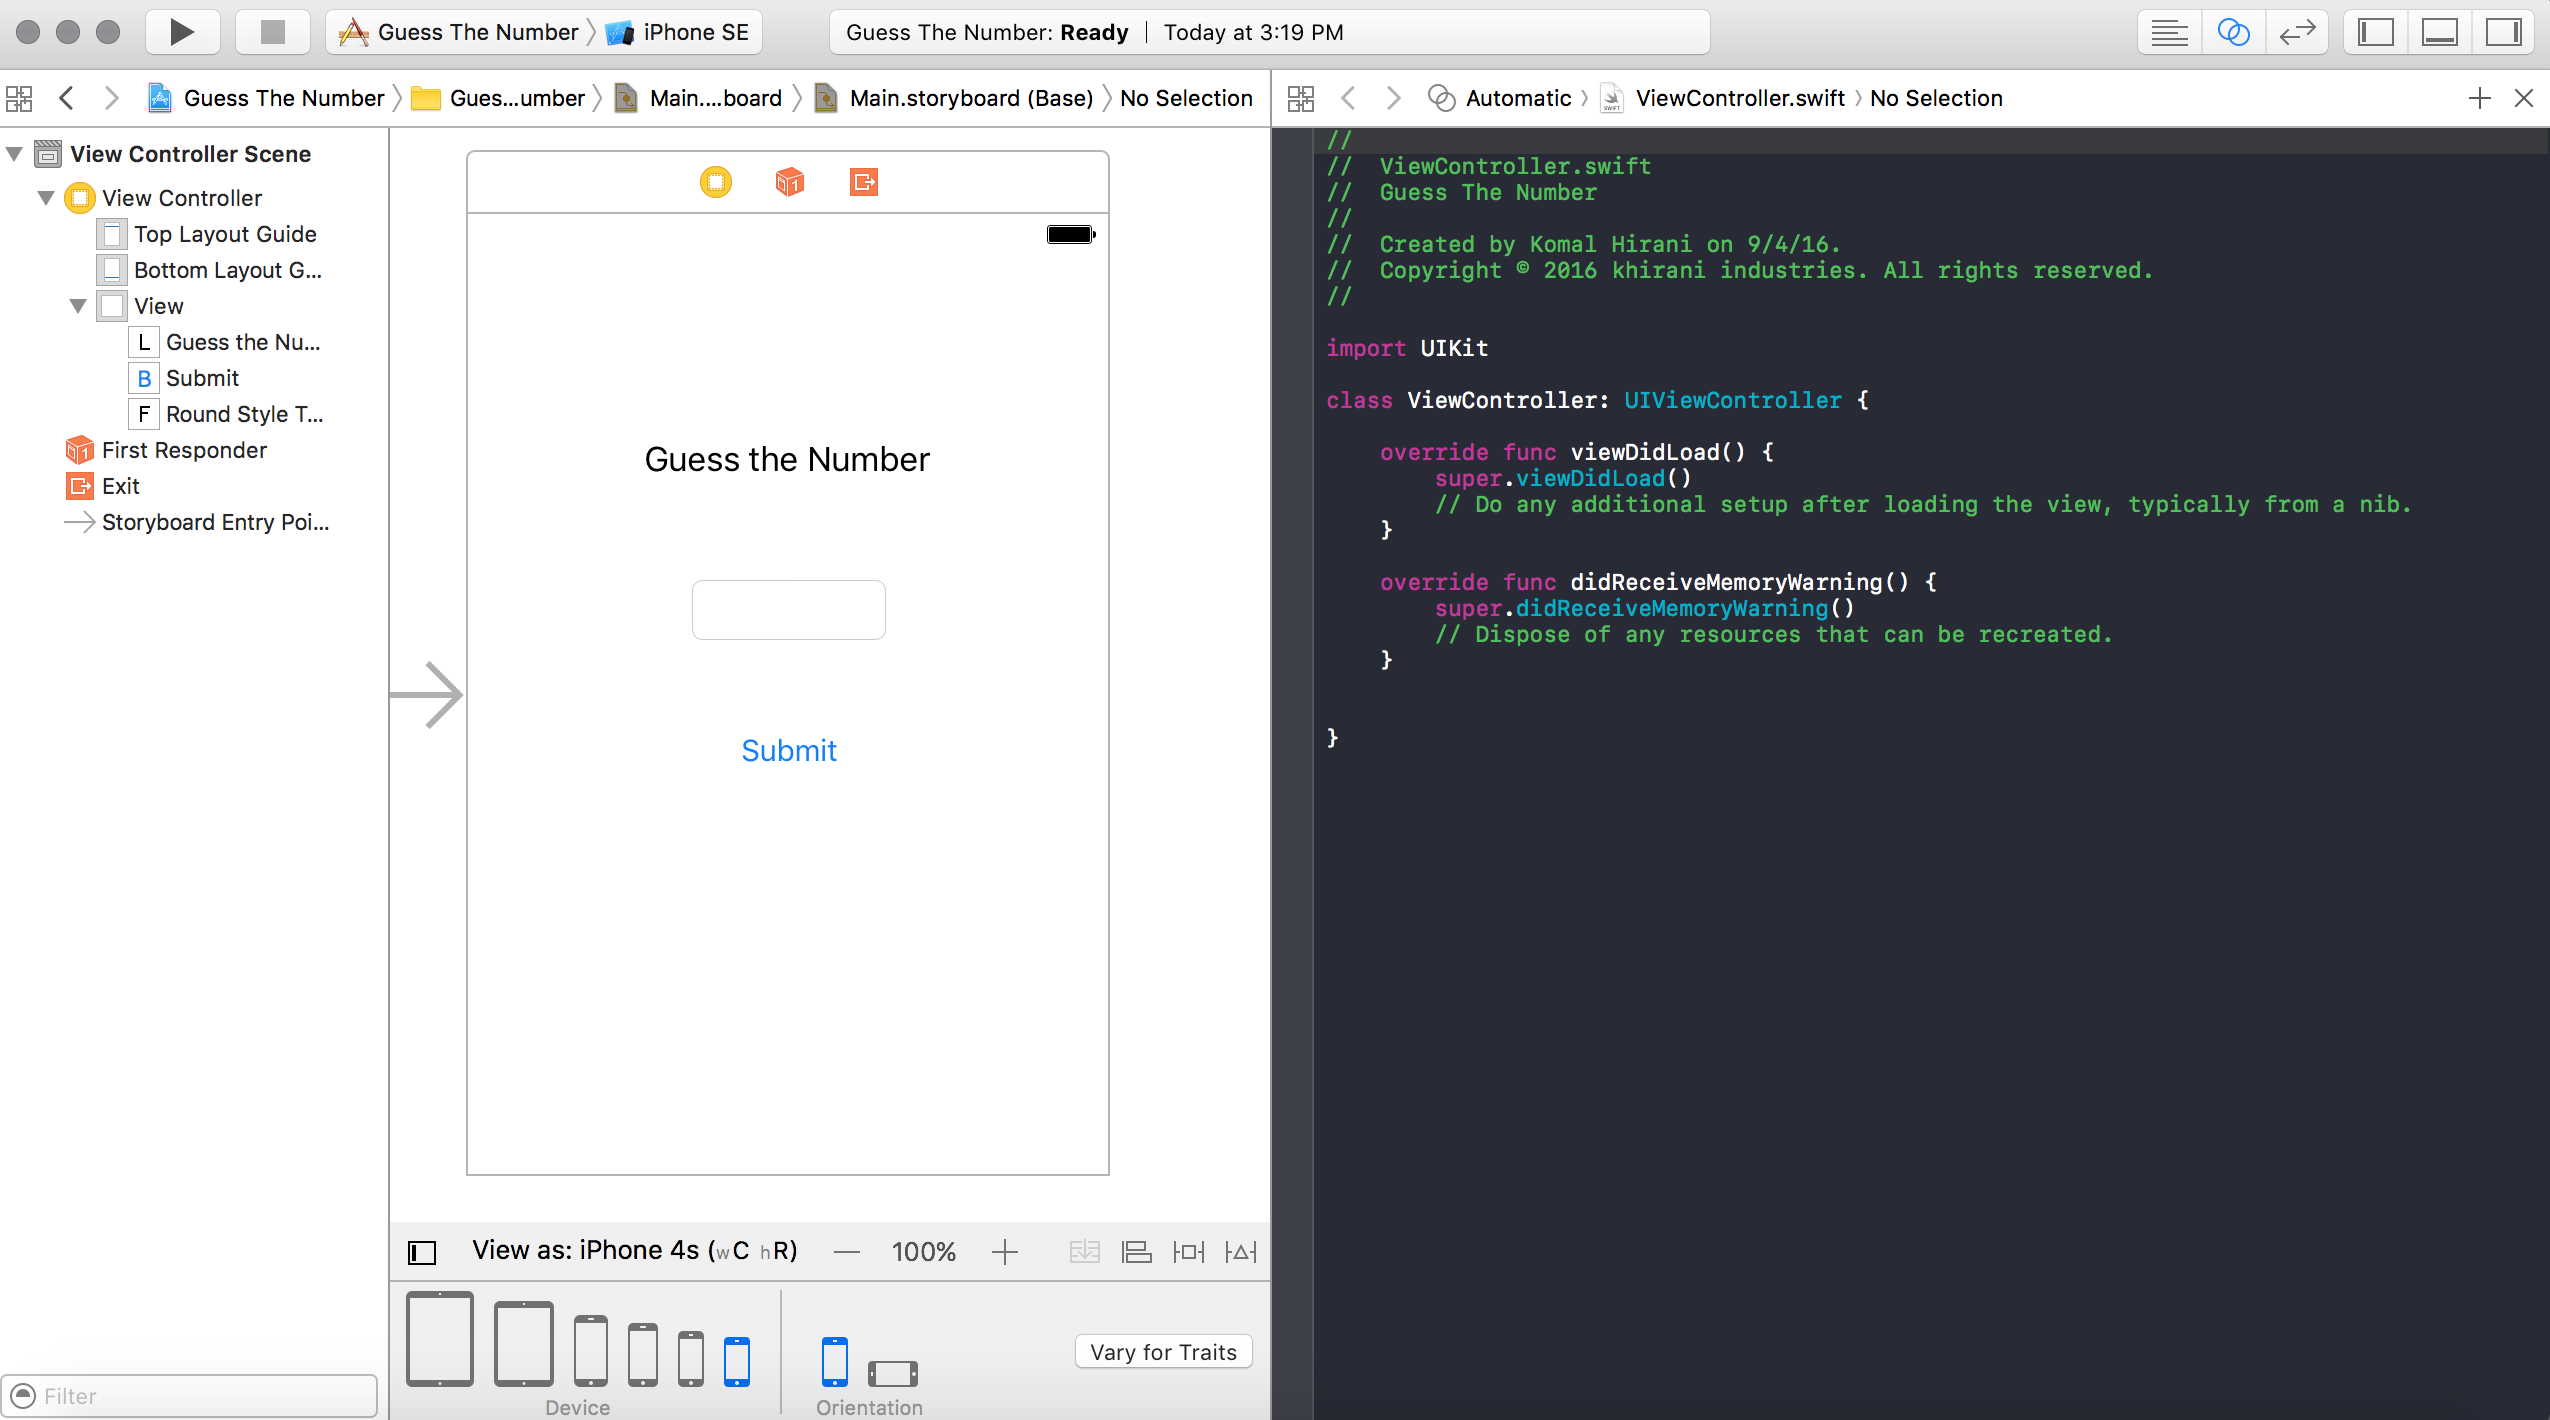 Guess The Number iPhone SE
Guess The Number: Ready Today at 3:19 PM
Guess The Number Gues...umber Main....board Main.storyboard (Base) No Selection
Automatic ViewController.swift No Selection
View Controller Scene
View Controller
Top Layout Guide
Bottom Layout G...
View
L Guess the Nu...
B Submit
F Round Style T...
First Responder
Exit
Storyboard Entry Poi...
Filter
Guess the Number
Submit
View as: iPhone 4s (wC hR) 100%
Device
Orientation
Vary for Traits
//
// ViewController.swift
// Guess The Number
//
// Created by Komal Hirani on 9/4/16.
// Copyright © 2016 khirani industries. All rights reserved.
//
import UIKit
class ViewController: UIViewController {
override func viewDidLoad() {
super.viewDidLoad()
// Do any additional setup after loading the view, typically from a nib.
}
override func didReceiveMemoryWarning() {
super.didReceiveMemoryWarning()
// Dispose of any resources that can be recreated.
}
}